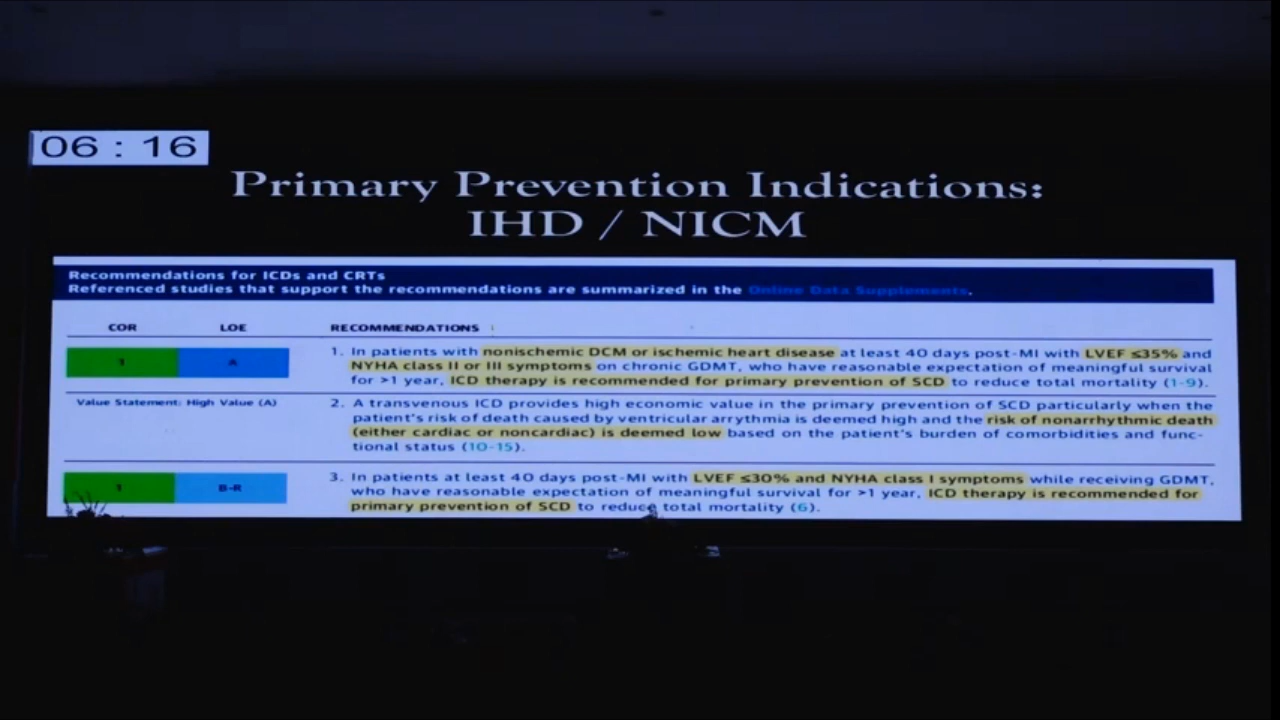 06 : 16
Primary Prevention Indications:
IHD / NICM
Recommendations for ICDs and CRTs
Referenced studies that support the recommendations are summarized in the Online Data Supplements.
COR LOE RECOMMENDATIONS
1 A 1. In patients with nonischemic DCM or ischemic heart disease at least 40 days post-MI with LVEF ≤35% and
NYHA class II or III symptoms on chronic GDMT, who have reasonable expectation of meaningful survival
for >1 year, ICD therapy is recommended for primary prevention of SCD to reduce total mortality (1-9).
Value Statement: High Value (A) 2. A transvenous ICD provides high economic value in the primary prevention of SCD particularly when the
patient's risk of death caused by ventricular arrythmia is deemed high and the risk of nonarrhythmic death
(either cardiac or noncardiac) is deemed low based on the patient's burden of comorbidities and func-
tional status (10-15).
1 B-R 3. In patients at least 40 days post-MI with LVEF ≤30% and NYHA class I symptoms while receiving GDMT,
who have reasonable expectation of meaningful survival for >1 year, ICD therapy is recommended for
primary prevention of SCD to reduce total mortality (6).